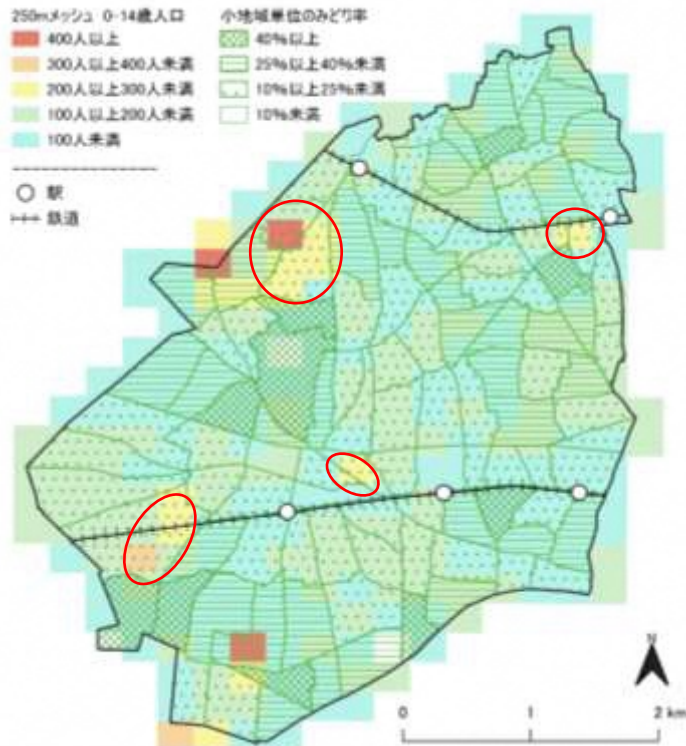 250mメッシュ 0-14歳人口
400人以上
300人以上400人未満
200人以上300人未満
100人以上200人未満
100人未満
小地域単位のみどり率
40%以上
25%以上40%未満
10%以上25%未満
10%未満
駅
鉄道
N
0 1 2 km